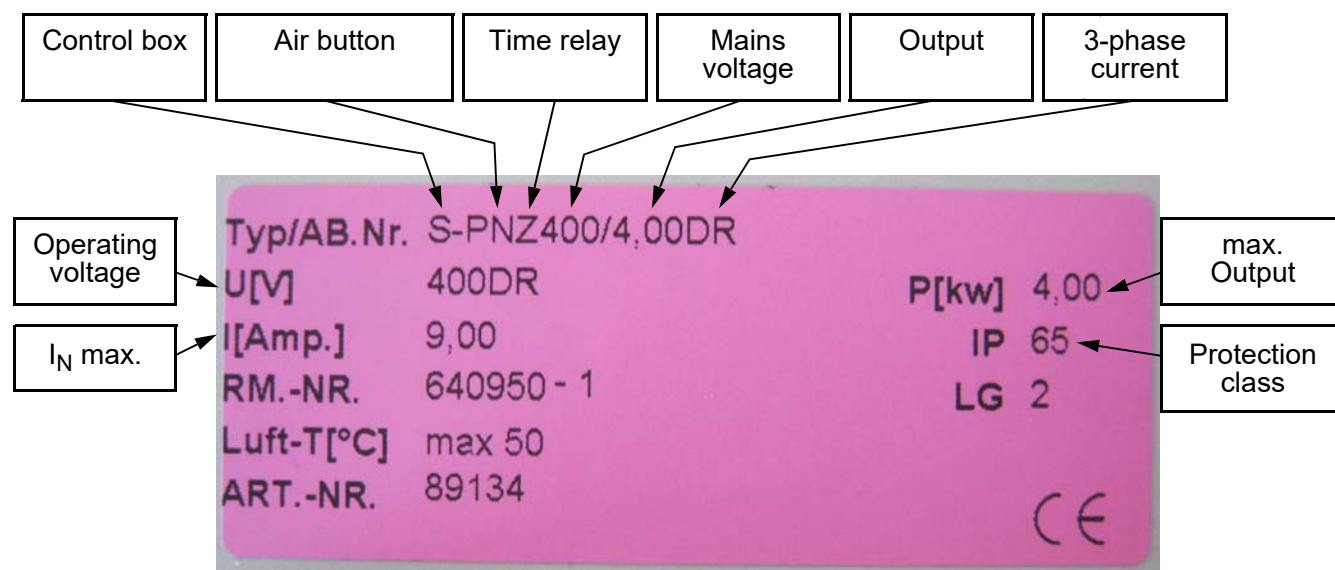 Control box
Air button
Time relay
Mains
voltage
Output
3-phase
current
Operating
voltage
I_N max.
Typ/AB.Nr. S-PNZ400/4,00DR
U[V] 400DR
I[Amp.] 9,00
RM.-NR. 640950 - 1
Luft-T[°C] max 50
ART.-NR. 89134
P[kw] 4,00
IP 65
LG 2
CE
max.
Output
Protection
class